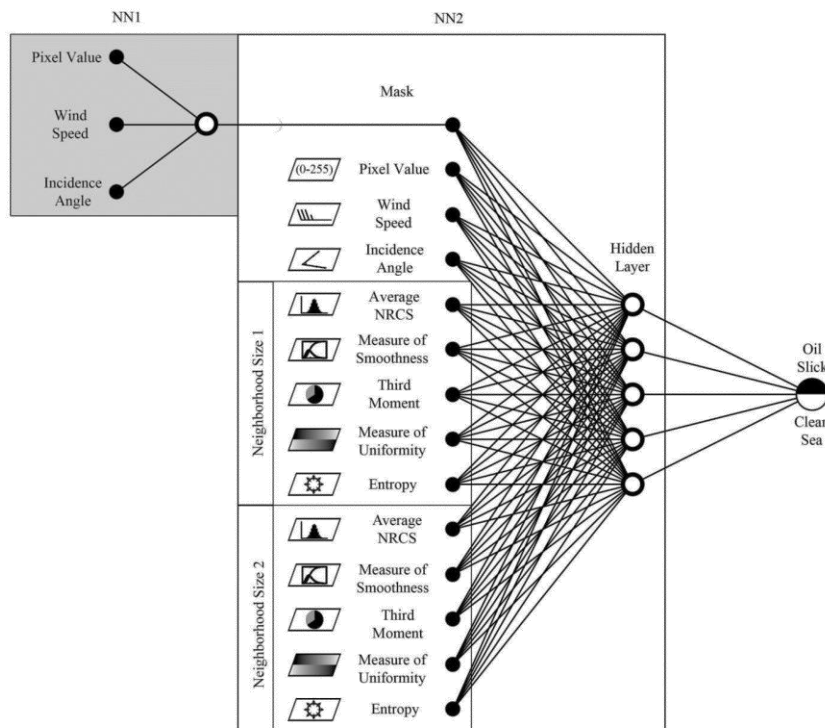 NN1
NN2
Pixel Value
Wind
Speed
Incidence
Angle
Mask
(0-255)
Pixel Value
Wind
Speed
Incidence
Angle
Hidden
Layer
Neighborhood Size 1
Average
NRCS
Measure of
Smoothness
Third
Moment
Measure of
Uniformity
Entropy
Neighborhood Size 2
Average
NRCS
Measure of
Smoothness
Third
Moment
Measure of
Uniformity
Entropy
Oil
Slick
Clean
Sea